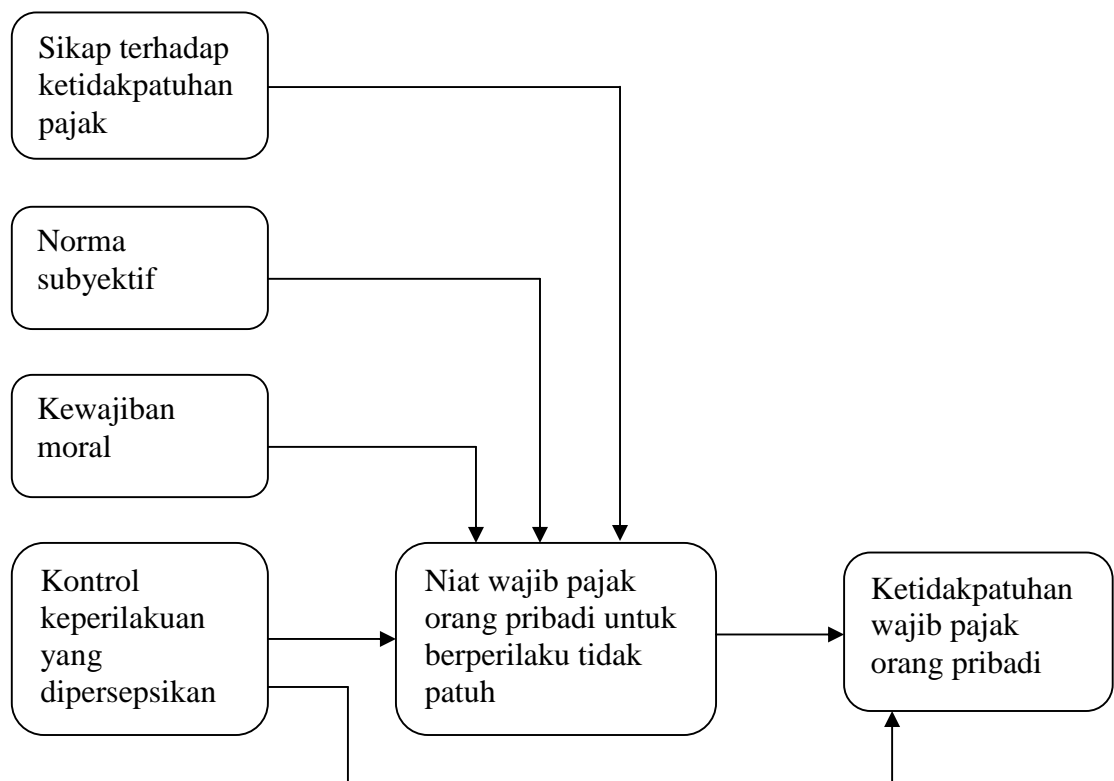 Sikap terhadap
ketidakpatuhan
pajak
Norma
subyektif
Kewajiban
moral
Kontrol
keperilakuan
yang
dipersepsikan
Niat wajib pajak
orang pribadi untuk
berperilaku tidak
patuh
Ketidakpatuhan
wajib pajak
orang pribadi